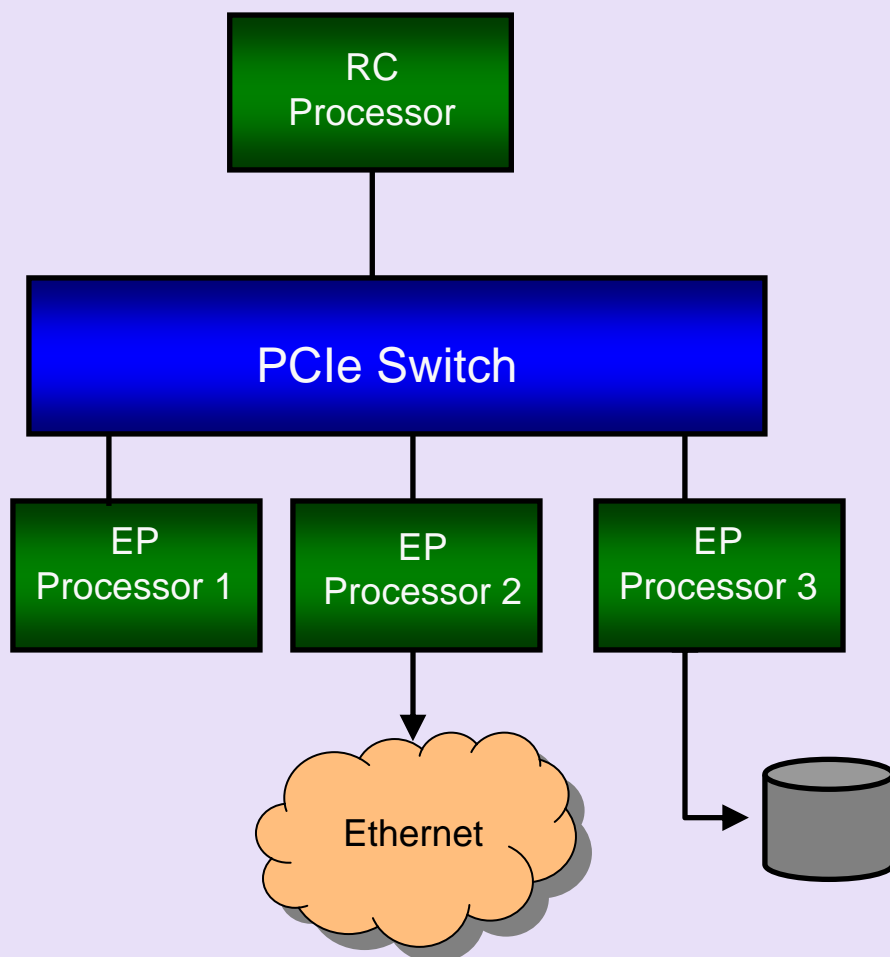 RC
Processor
PCIe Switch
EP
Processor 1
EP
Processor 2
EP
Processor 3
Ethernet